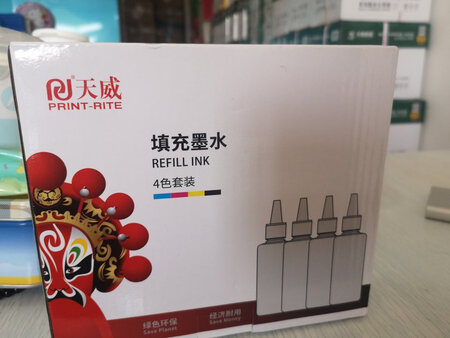 天威
PRINT-RITE
填充墨水
REFILL INK
4色套装
绿色环保
Save Planet
经济耐用
Save Money